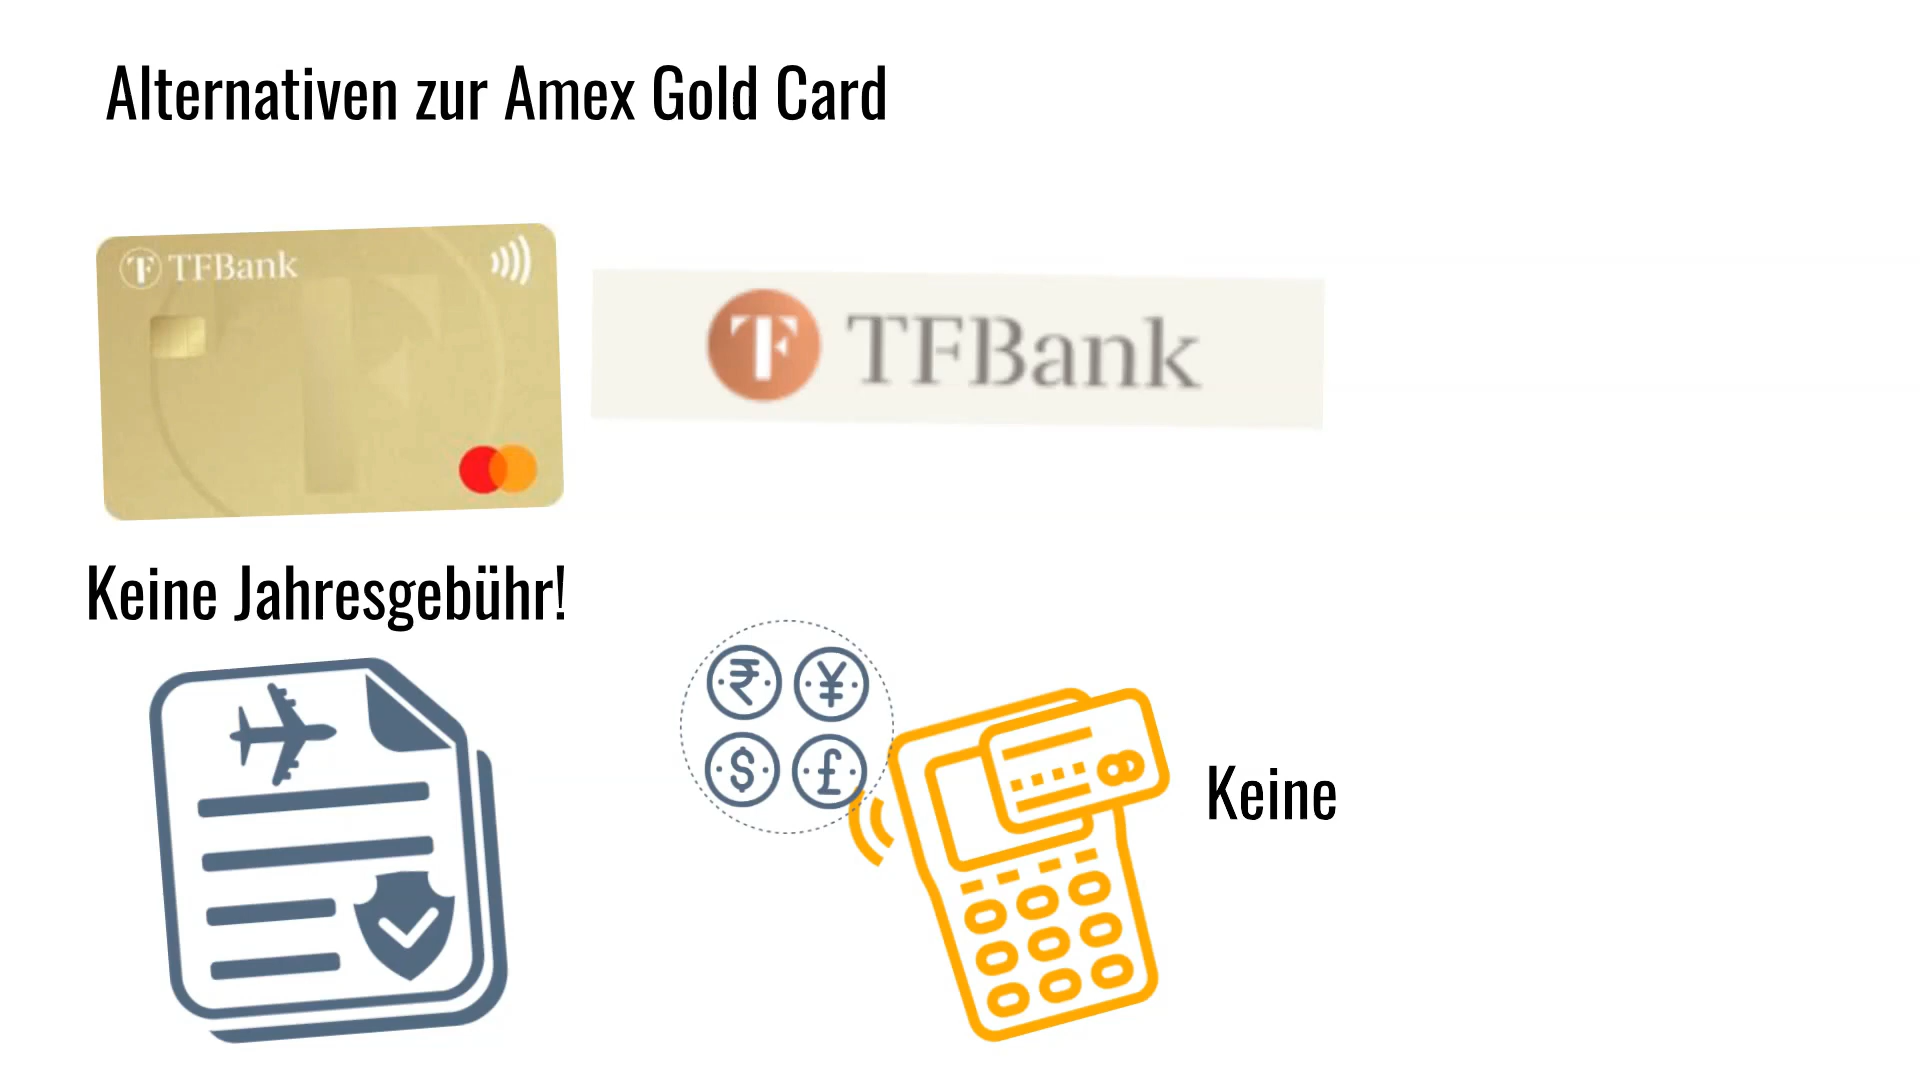 Alternativen zur Amex Gold Card
TFBank
TFBank
Keine Jahresgebühr!
Keine